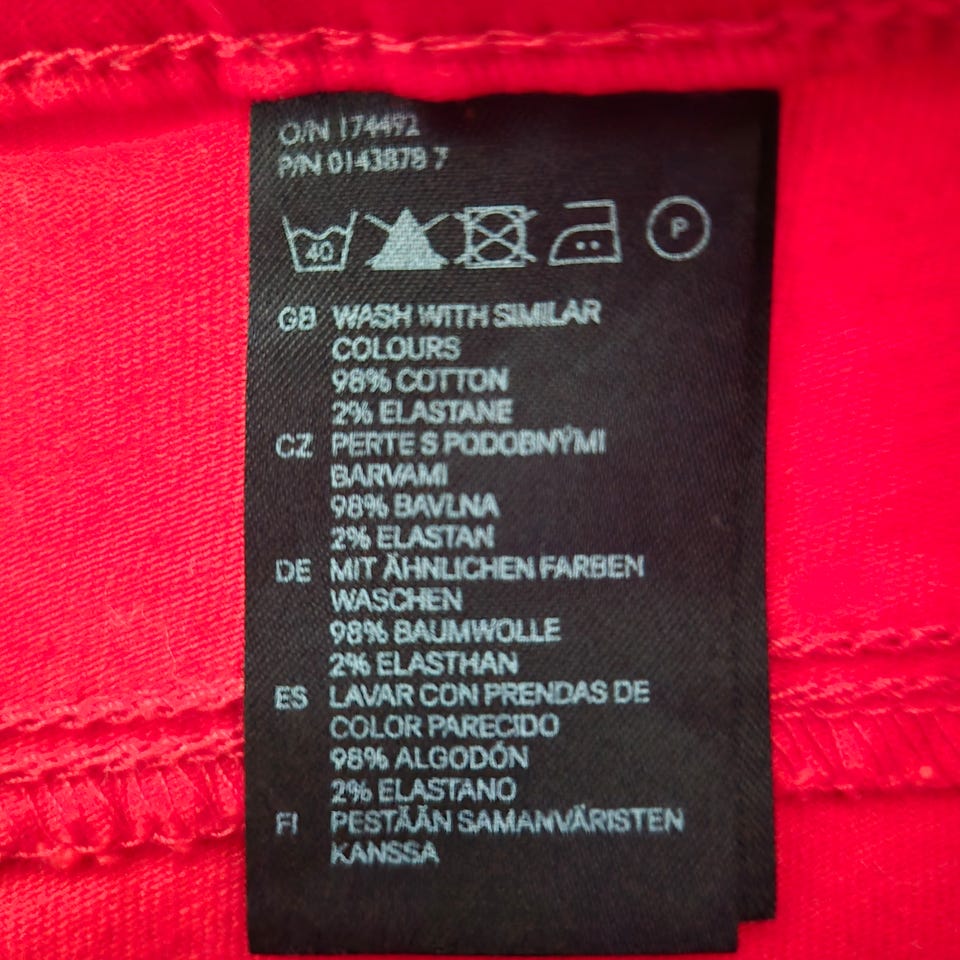 O/N 174492
P/N 0143878 7
40 P
GB WASH WITH SIMILAR
COLOURS
98% COTTON
2% ELASTANE
CZ PERTE S PODOBNÝMI
BARVAMI
98% BAVLNA
2% ELASTAN
DE MIT ÄHNLICHEN FARBEN
WASCHEN
98% BAUMWOLLE
2% ELASTHAN
ES LAVAR CON PRENDAS DE
COLOR PARECIDO
98% ALGODÓN
2% ELASTANO
FI PESTÄÄN SAMANVÄRISTEN
KANSSA